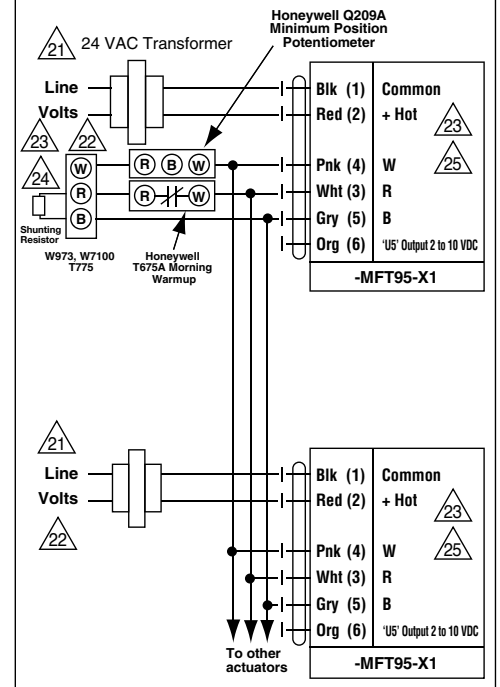 Honeywell Q209A
Minimum Position
Potentiometer
21
24 VAC Transformer
Line
Volts
Blk (1) Common
Red (2) + Hot
23
23
22
24
W
R
B
R B W
R W
Pnk (4) W
25
Wht (3) R
Gry (5) B
Org (6) 'U5' Output 2 to 10 VDC
Shunting
Resistor
W973, W7100
T775
Honeywell
T675A Morning
Warmup
-MFT95-X1
21
Line
Volts
22
Blk (1) Common
Red (2) + Hot
23
Pnk (4) W
25
Wht (3) R
Gry (5) B
Org (6) 'U5' Output 2 to 10 VDC
To other
actuators
-MFT95-X1